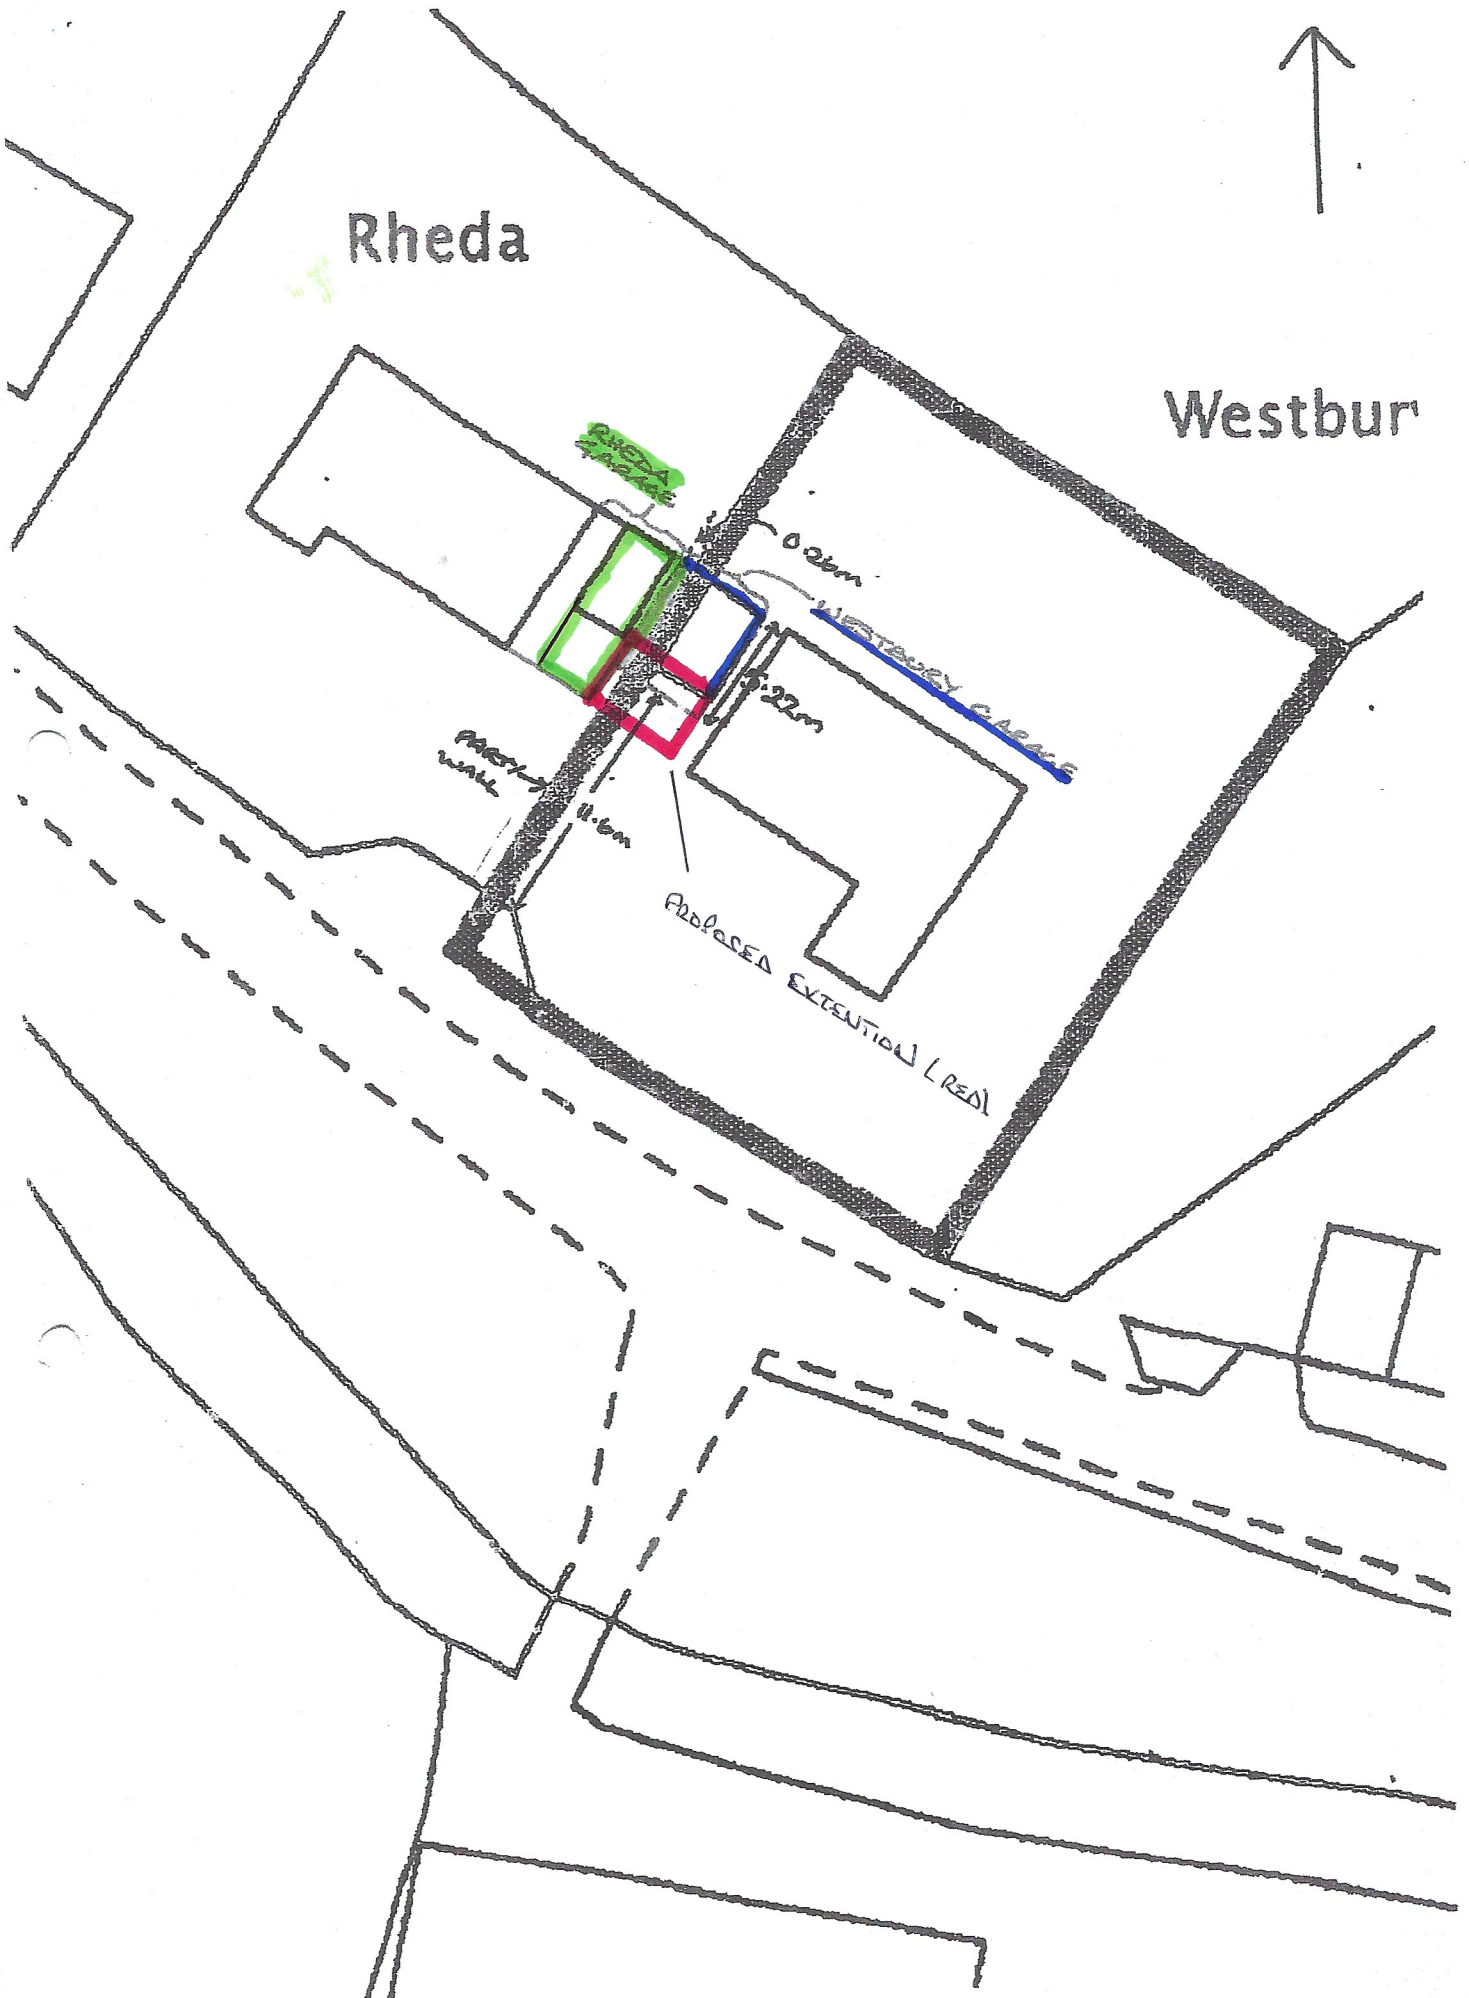 Rheda
Westbur
RHEDA
GARAGE
0.26m
WESTBURY GARAGE
5.22m
PARTY
WALL
11.6m
PROPOSED EXTENTION (RED)